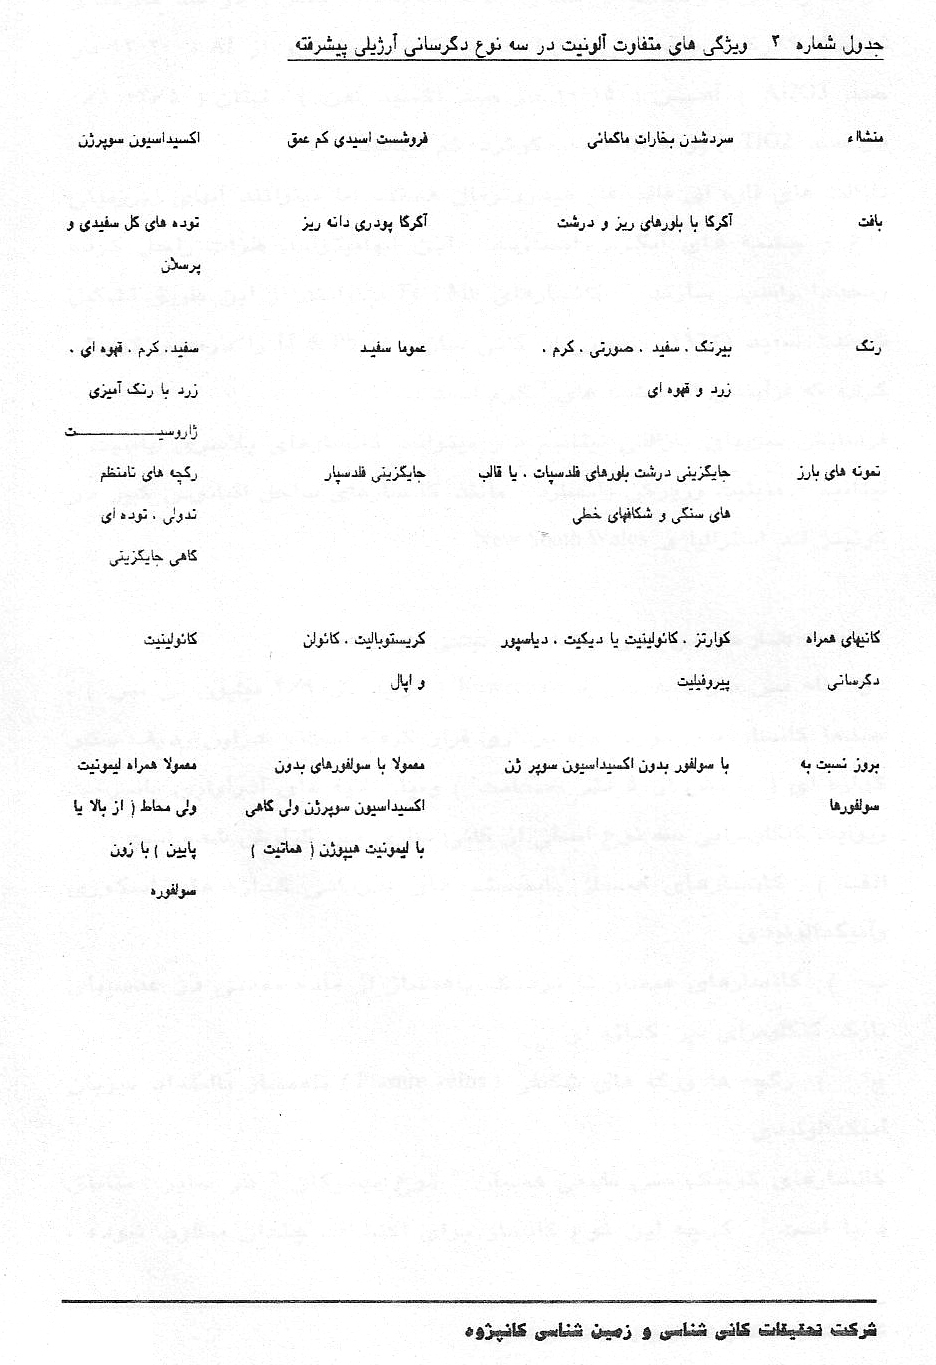 جدول شماره ۲ ویژگی های متفاوت آلونیت در سه نوع دگرسانی آرژیلی پیشرفته
منشااء سردشدن بخارات ماگمائی فروشست اسیدی کم عمق اکسیداسیون سوپرژن
بافت آگرگا با بلورهای ریز و درشت آگرگا پودری دانه ریز توده های گل سفیدی و
پرسلان
رنگ بیرنگ ، سفید ، صورتی ، کرم ، عموما سفید سفید، کرم ، قهوه ای ،
زرد و قهوه ای زرد با رنگ آمیزی
ژاروسیت
نمونه های بارز جایگزینی درشت بلورهای فلدسپات ، یا قالب جایگزینی فلدسپار رگچه های نامنظم
های سنگی و شکافهای خطی تدولی ، توده ای
گاهی جایگزینی
کانیهای همراه کوارتز ، کائولینیت یا دیکیت ، دیاسپور کریستوبالیت ، کائولن کائولینیت
دگرسانی پیروفیلیت و اپال
بروز نسبت به با سولفور بدون اکسیداسیون سوپر ژن معمولا با سولفورهای بدون معمولا همراه لیمونیت
سولفورها اکسیداسیون سوپرژن ولی گاهی ولی محاط ( از بالا یا
با لیمونیت هیپوژن ( هماتیت ) پایین ) با زون
سولفوره
شرکت تحقیقات کانی شناسی و زمین شناسی کانپژوه